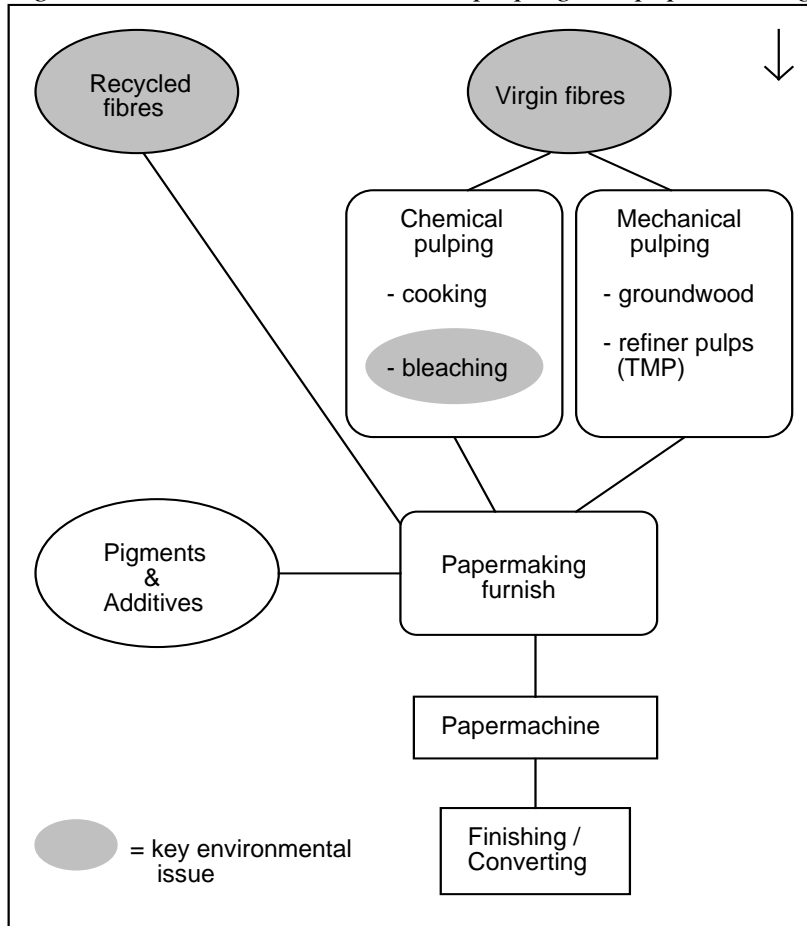 Recycled
fibres
Virgin fibres
Chemical
pulping
- cooking
- bleaching
Mechanical
pulping
- groundwood
- refiner pulps
(TMP)
Pigments
&
Additives
Papermaking
furnish
Papermachine
Finishing /
Converting
= key environmental
issue